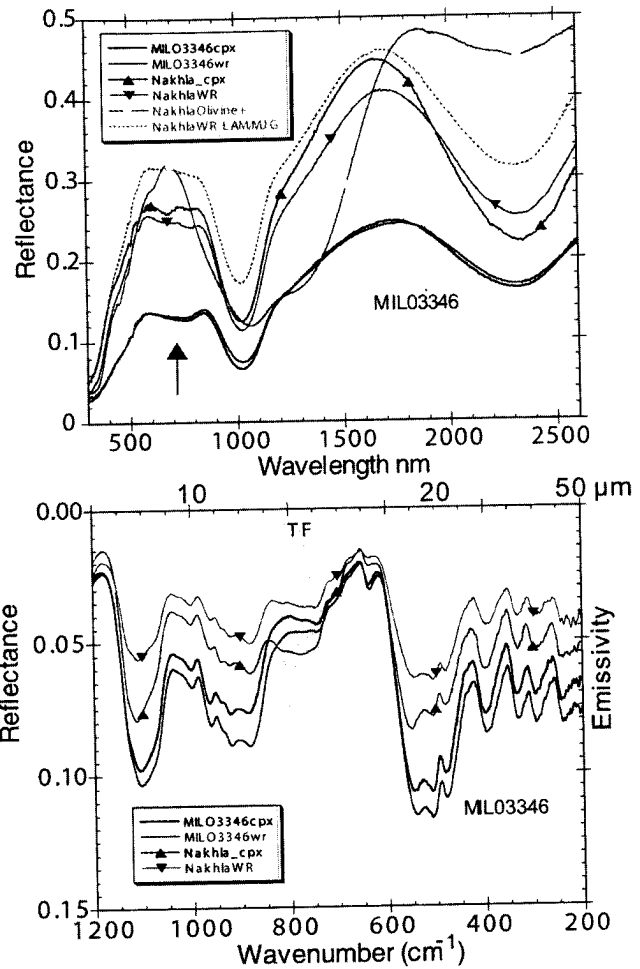 0.5
0.4
0.3
0.2
0.1
0
Reflectance
MIL03346cpx
MIL03346wr
Nakhla_cpx
NakhlaWR
NakhlaOlivine+
NakhlaWR LAM/MJG
MIL03346
500 1000 1500 2000 2500
Wavelength nm
10 20 50 µm
TF
0.00
0.05
0.10
0.15
Reflectance
Emissivity
MIL03346
MIL03346cpx
MIL03346wr
Nakhla_cpx
NakhlaWR
1200 1000 800 600 400 200
Wavenumber (cm-1)